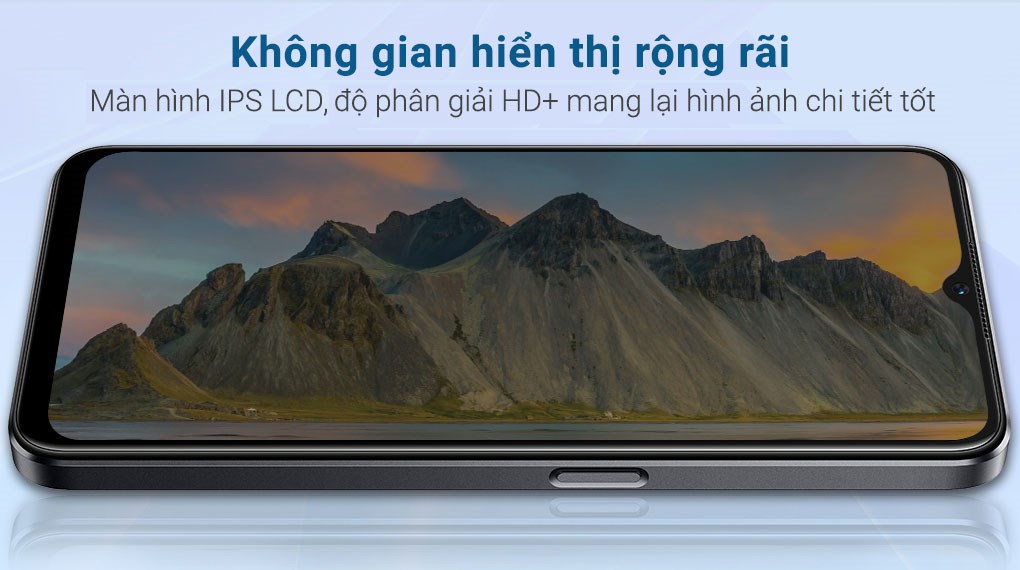 Không gian hiển thị rộng rãi
Màn hình IPS LCD, độ phân giải HD+ mang lại hình ảnh chi tiết tốt